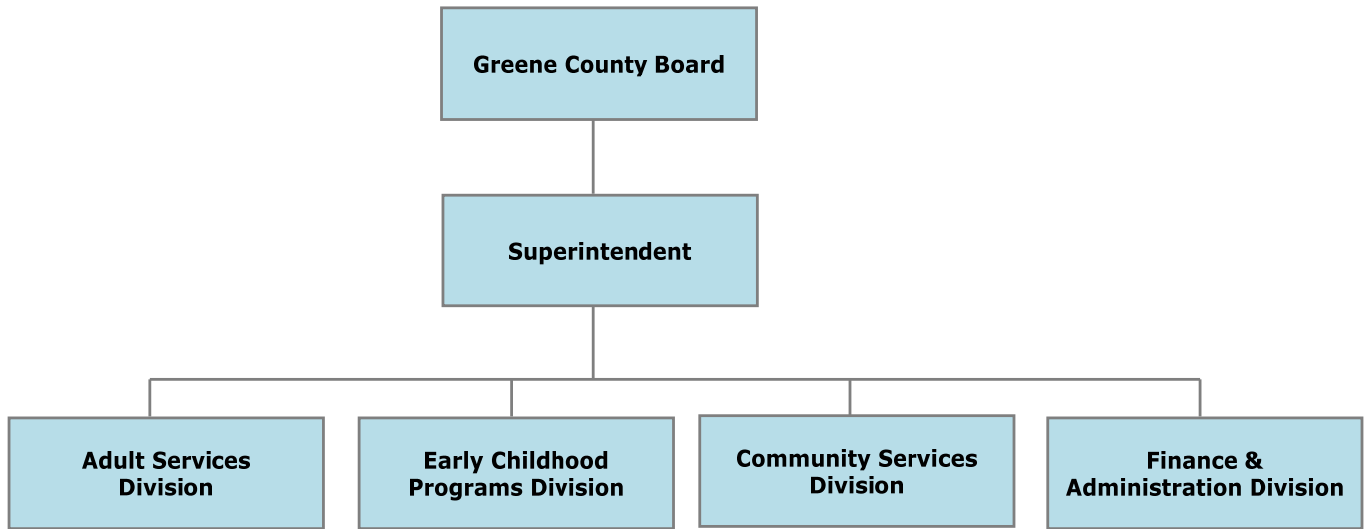 Greene County Board
Superintendent
Adult Services
Division
Early Childhood
Programs Division
Community Services
Division
Finance &
Administration Division